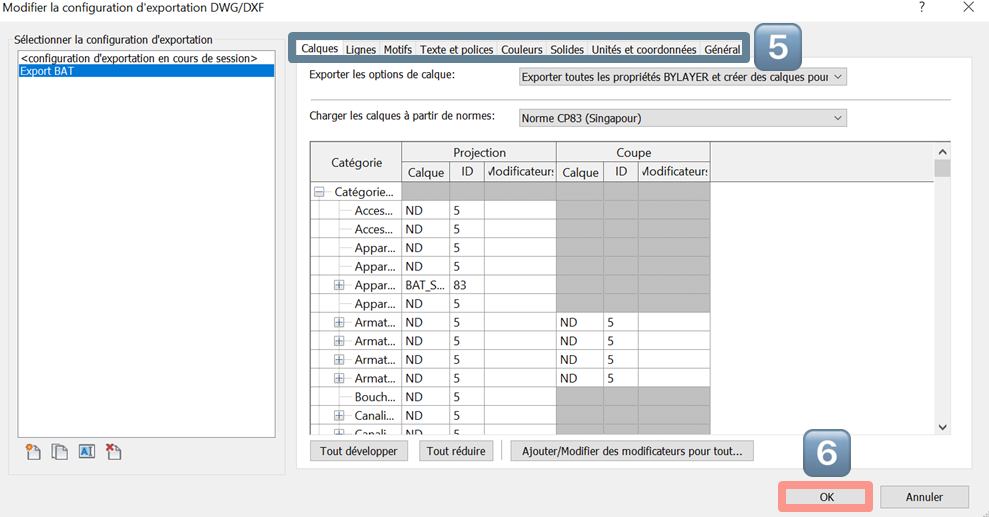 Modifier la configuration d'exportation DWG/DXF ?
Sélectionner la configuration d'exportation
<configuration d'exportation en cours de session>
Export BAT
Calques Lignes Motifs Texte et polices Couleurs Solides Unités et coordonnées Général
5
Exporter les options de calque: Exporter toutes les propriétés BYLAYER et créer des calques pour
Charger les calques à partir de normes: Norme CP83 (Singapour)
Catégorie Projection Coupe
Calque ID Modificateurs Calque ID Modificateurs
Catégorie...
Acces... ND 5
Acces... ND 5
Appar... ND 5
Appar... ND 5
Appar... BAT_S... 83
Appar... ND 5
Armat... ND 5 ND 5
Armat... ND 5 ND 5
Armat... ND 5 ND 5
Armat... ND 5 ND 5
Bouch... ND 5
Canali... ND 5
Canali... ND 5
Tout développer Tout réduire Ajouter/Modifier des modificateurs pour tout...
6
OK Annuler